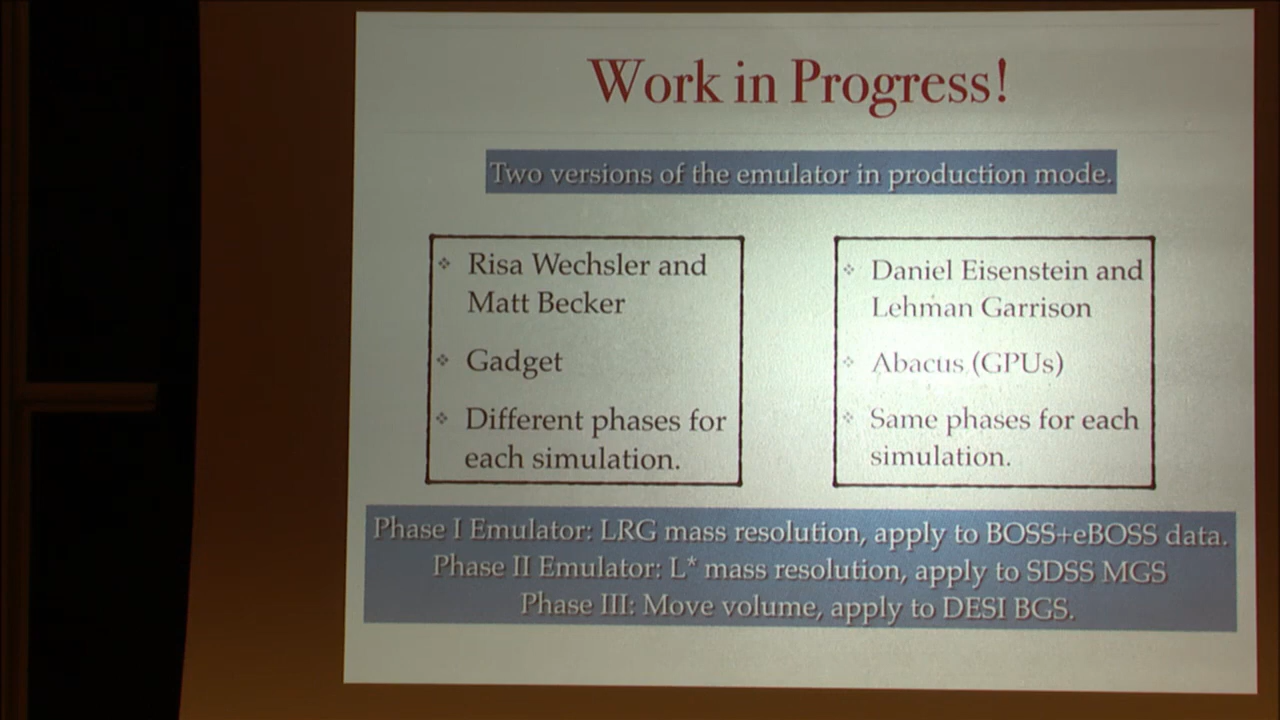 Work in Progress!
Two versions of the emulator in production mode.
Risa Wechsler and
Matt Becker
Gadget
Different phases for
each simulation.
Daniel Eisenstein and
Lehman Garrison
Abacus (GPUs)
Same phases for each
simulation.
Phase I Emulator: LRG mass resolution, apply to BOSS+eBOSS data.
Phase II Emulator: L* mass resolution, apply to SDSS MGS
Phase III: Move volume, apply to DESI BGS.